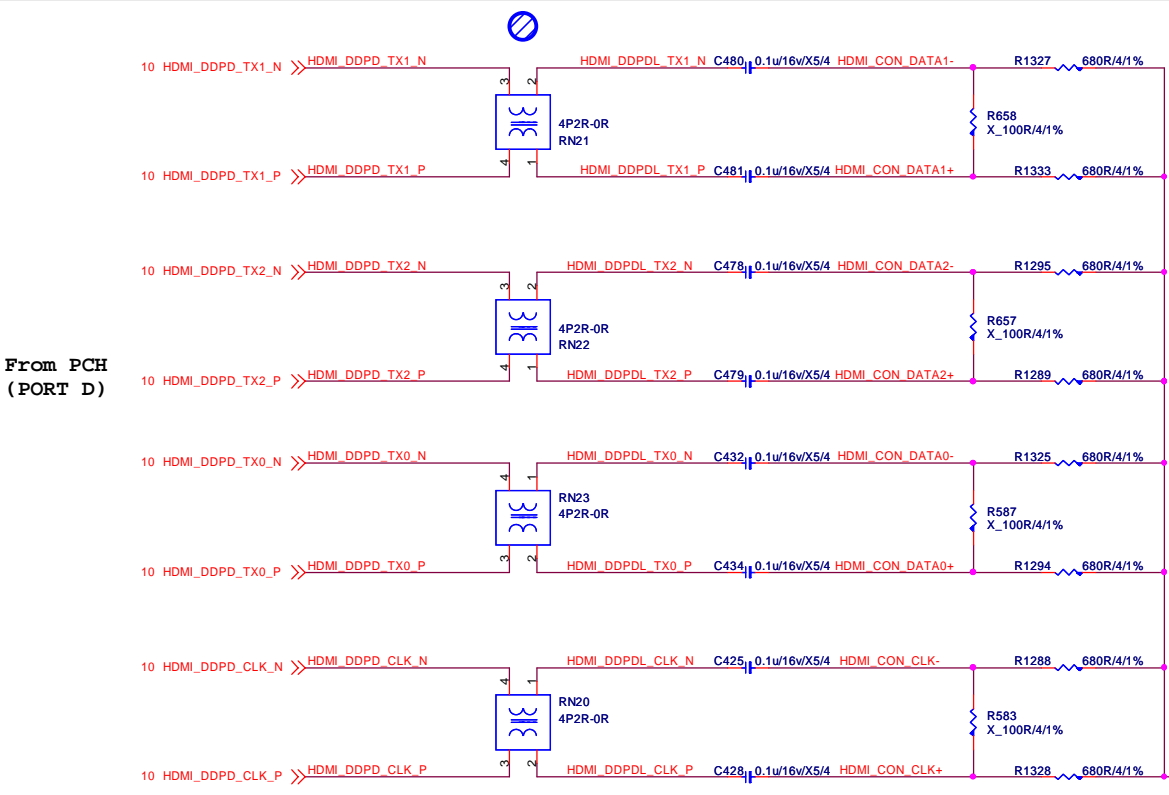 10 HDMI_DDPD_TX1_N HDMI_DDPD_TX1_N HDMI_DDPDL_TX1_N C480 0.1u/16v/X5/4 HDMI_CON_DATA1- R1327 680R/4/1%
3 2
4P2R-0R
RN21
R658
X_100R/4/1%
4 1
10 HDMI_DDPD_TX1_P HDMI_DDPD_TX1_P HDMI_DDPDL_TX1_P C481 0.1u/16v/X5/4 HDMI_CON_DATA1+ R1333 680R/4/1%
10 HDMI_DDPD_TX2_N HDMI_DDPD_TX2_N HDMI_DDPDL_TX2_N C478 0.1u/16v/X5/4 HDMI_CON_DATA2- R1295 680R/4/1%
3 2
4P2R-0R
RN22
R657
X_100R/4/1%
4 1
From PCH
(PORT D)
10 HDMI_DDPD_TX2_P HDMI_DDPD_TX2_P HDMI_DDPDL_TX2_P C479 0.1u/16v/X5/4 HDMI_CON_DATA2+ R1289 680R/4/1%
10 HDMI_DDPD_TX0_N HDMI_DDPD_TX0_N HDMI_DDPDL_TX0_N C432 0.1u/16v/X5/4 HDMI_CON_DATA0- R1325 680R/4/1%
4 1
RN23
4P2R-0R
R587
X_100R/4/1%
3 2
10 HDMI_DDPD_TX0_P HDMI_DDPD_TX0_P HDMI_DDPDL_TX0_P C434 0.1u/16v/X5/4 HDMI_CON_DATA0+ R1294 680R/4/1%
10 HDMI_DDPD_CLK_N HDMI_DDPD_CLK_N HDMI_DDPDL_CLK_N C425 0.1u/16v/X5/4 HDMI_CON_CLK- R1288 680R/4/1%
4 1
RN20
4P2R-0R
R583
X_100R/4/1%
3 2
10 HDMI_DDPD_CLK_P HDMI_DDPD_CLK_P HDMI_DDPDL_CLK_P C428 0.1u/16v/X5/4 HDMI_CON_CLK+ R1328 680R/4/1%